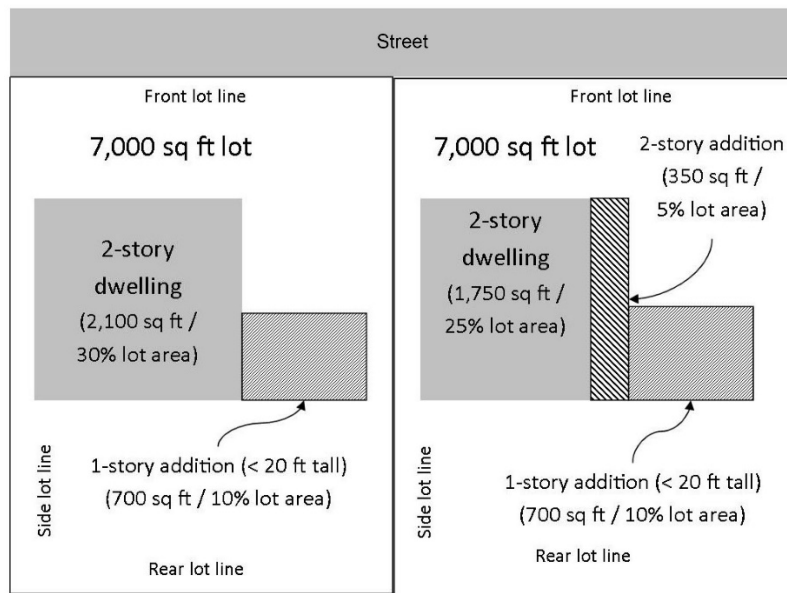 Street
Front lot line
7,000 sq ft lot
2-story
dwelling
(2,100 sq ft /
30% lot area)
1-story addition (< 20 ft tall)
(700 sq ft / 10% lot area)
Side lot line
Rear lot line
Front lot line
7,000 sq ft lot
2-story addition
(350 sq ft /
5% lot area)
2-story
dwelling
(1,750 sq ft /
25% lot area)
1-story addition (< 20 ft tall)
(700 sq ft / 10% lot area)
Side lot line
Rear lot line